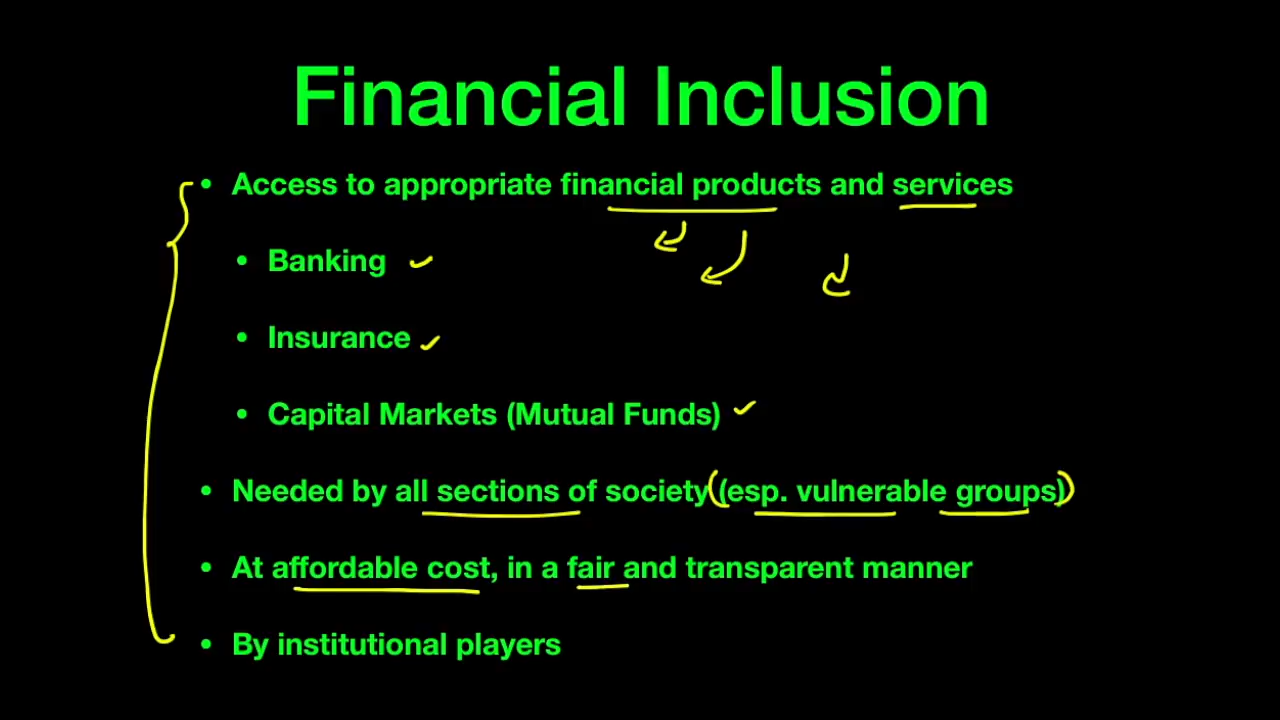 Financial Inclusion
• Access to appropriate financial products and services
• Banking
• Insurance
• Capital Markets (Mutual Funds)
• Needed by all sections of society (esp. vulnerable groups)
• At affordable cost, in a fair and transparent manner
• By institutional players